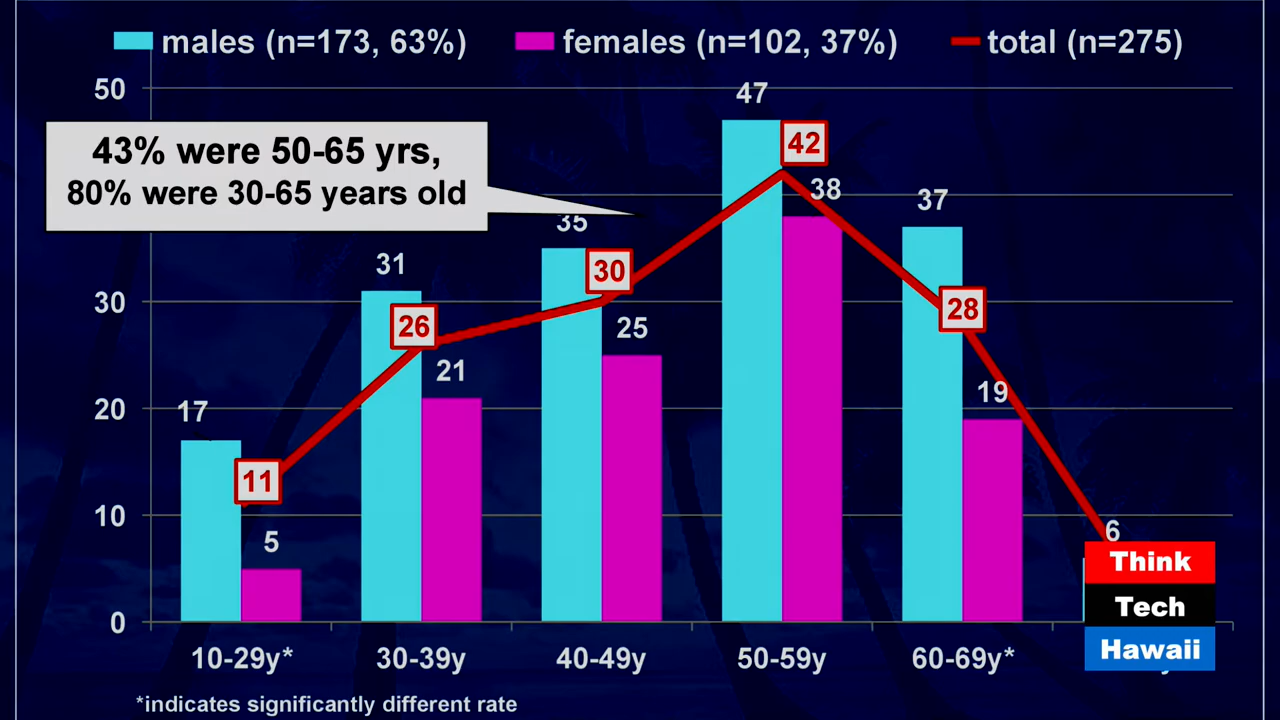 males (n=173, 63%) females (n=102, 37%) total (n=275)
50
47
43% were 50-65 yrs,
80% were 30-65 years old
42
38
37
35
31
30
30
28
26
25
21
20
19
17
11
10
6
5
0
Think
Tech
Hawaii
10-29y* 30-39y 40-49y 50-59y 60-69y*
*indicates significantly different rate